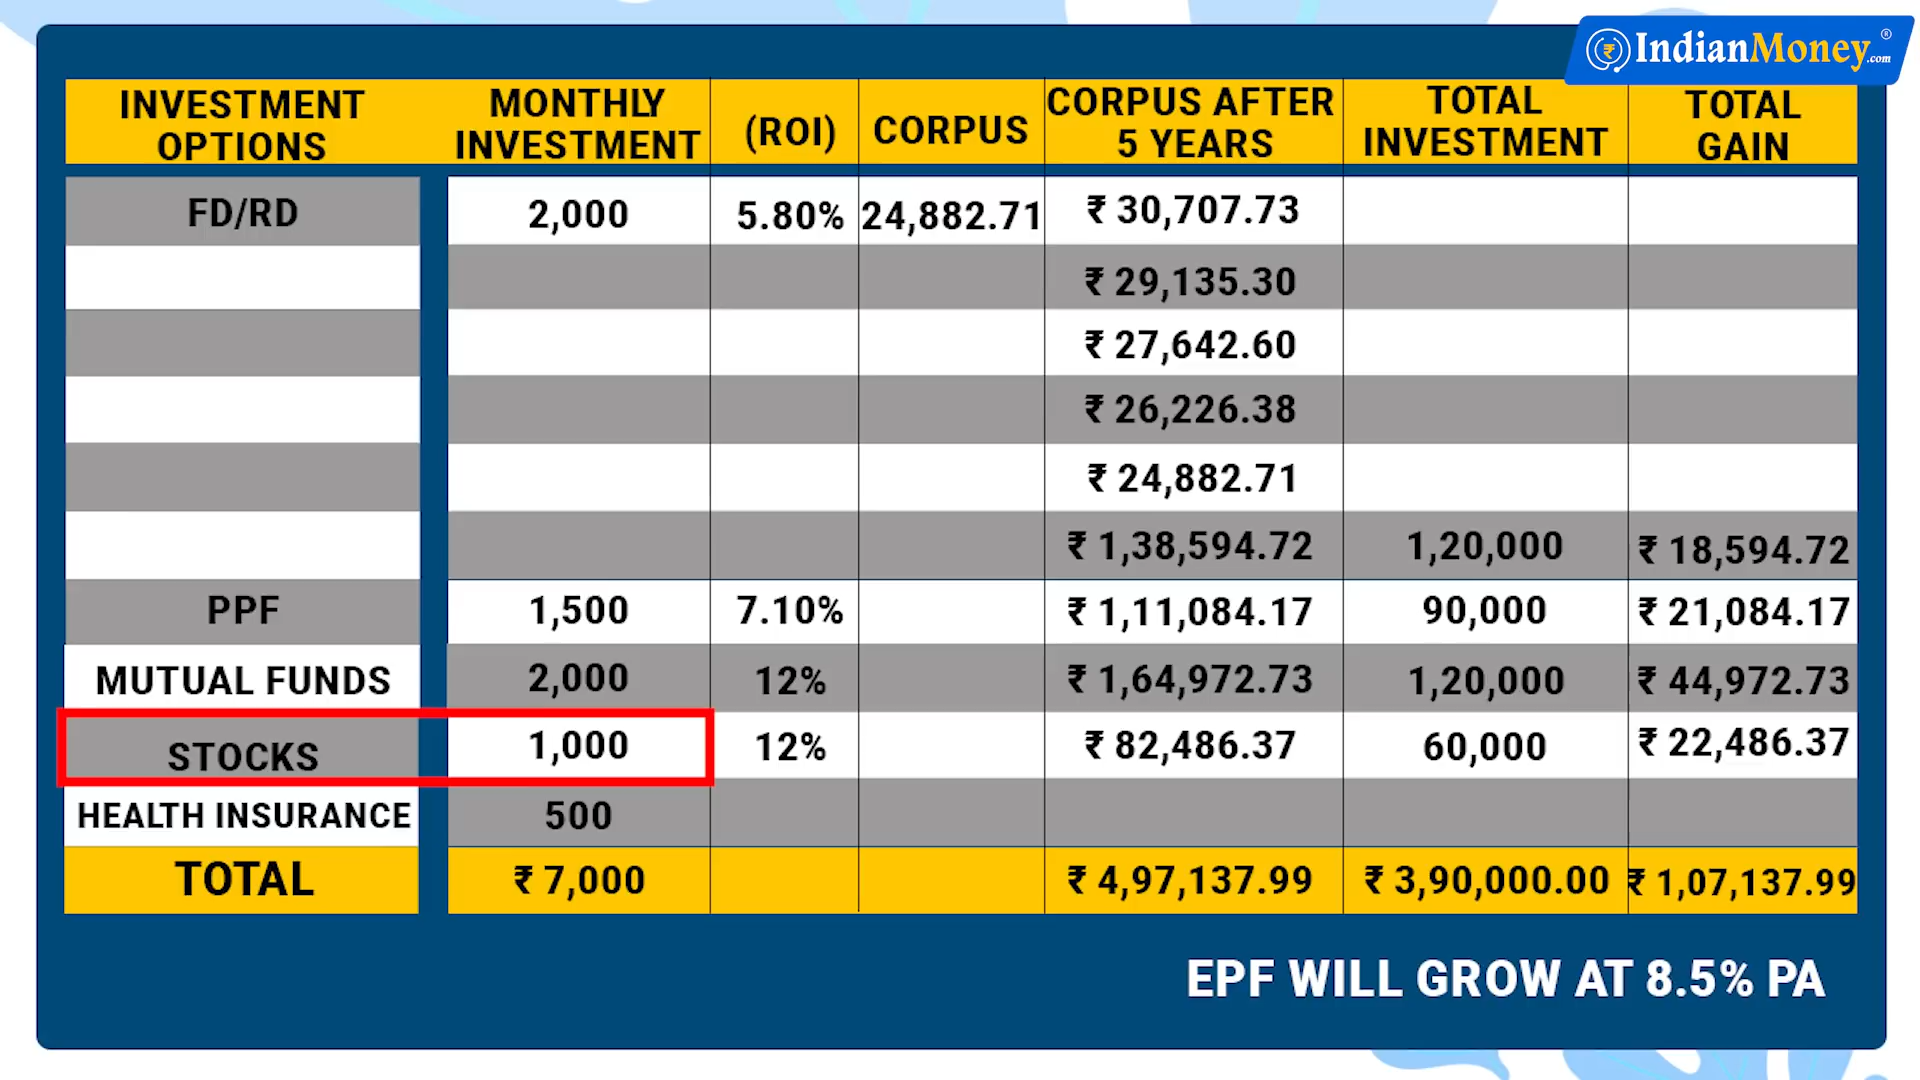 IndianMoney.com
®
INVESTMENT OPTIONS MONTHLY INVESTMENT (ROI) CORPUS CORPUS AFTER 5 YEARS TOTAL INVESTMENT TOTAL GAIN
FD/RD 2,000 5.80% 24,882.71 ₹ 30,707.73
₹ 29,135.30
₹ 27,642.60
₹ 26,226.38
₹ 24,882.71
₹ 1,38,594.72 1,20,000 ₹ 18,594.72
PPF 1,500 7.10% ₹ 1,11,084.17 90,000 ₹ 21,084.17
MUTUAL FUNDS 2,000 12% ₹ 1,64,972.73 1,20,000 ₹ 44,972.73
STOCKS 1,000 12% ₹ 82,486.37 60,000 ₹ 22,486.37
HEALTH INSURANCE 500
TOTAL ₹ 7,000 ₹ 4,97,137.99 ₹ 3,90,000.00 ₹ 1,07,137.99
EPF WILL GROW AT 8.5% PA